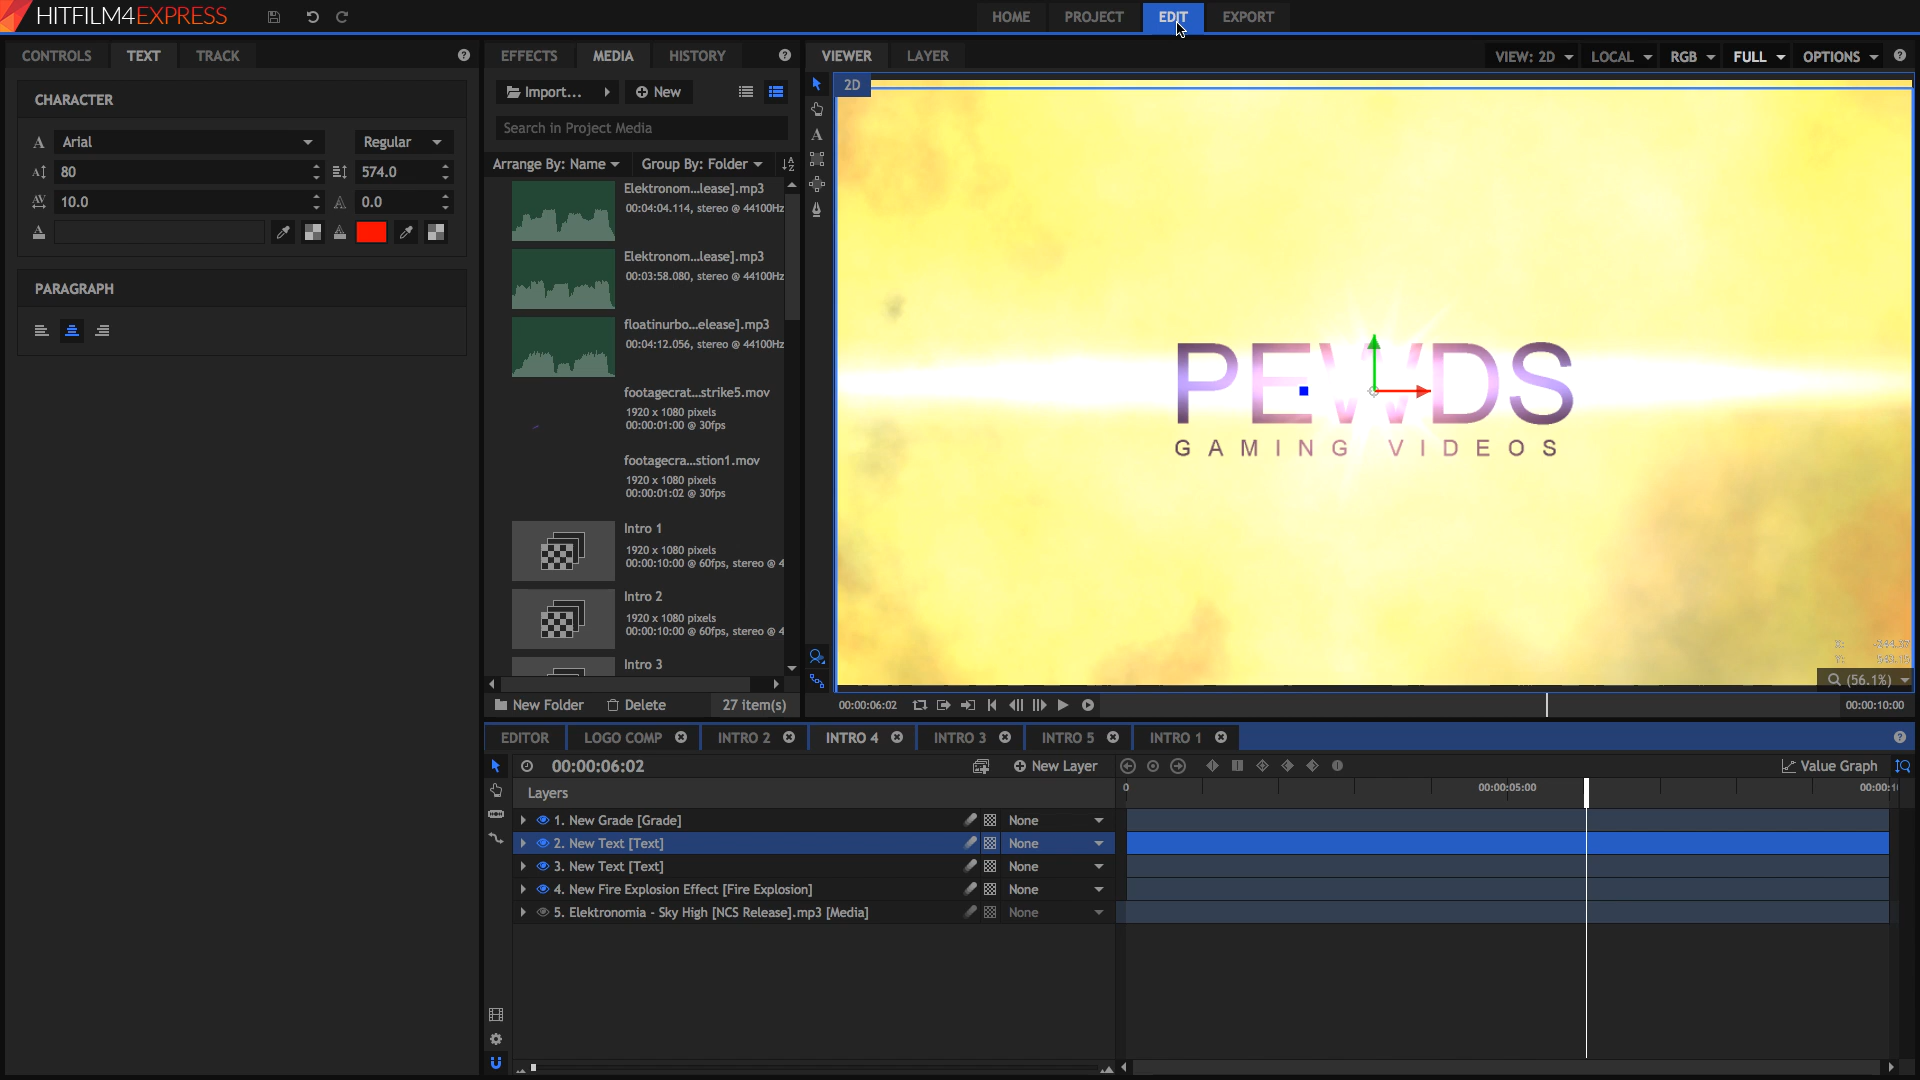 HITFILM4EXPRESS
HOME PROJECT EDIT EXPORT
CONTROLS TEXT TRACK
EFFECTS MEDIA HISTORY
VIEWER LAYER
VIEW: 2D LOCAL RGB FULL OPTIONS
CHARACTER
Arial Regular
80 574.0
10.0 0.0
PARAGRAPH
Import... New
Search in Project Media
Arrange By: Name Group By: Folder
Elektronom...lease].mp3
00:04:04.114, stereo @ 44100Hz
Elektronom...lease].mp3
00:03:58.080, stereo @ 44100Hz
floatinurbo...elease].mp3
00:04:12.056, stereo @ 44100Hz
footagecrat...strike5.mov
1920 x 1080 pixels
00:00:01:00 @ 30fps
footagecra...stion1.mov
1920 x 1080 pixels
00:00:01:02 @ 30fps
Intro 1
1920 x 1080 pixels
00:00:10:00 @ 60fps, stereo @ 4
Intro 2
1920 x 1080 pixels
00:00:10:00 @ 60fps, stereo @ 4
Intro 3
New Folder Delete 27 item(s)
2D
PEWDS
GAMING VIDEOS
X:
Y:
(56.1%)
00:00:06:02 00:00:10:00
EDITOR LOGO COMP INTRO 2 INTRO 4 INTRO 3 INTRO 5 INTRO 1
00:00:06:02 New Layer Value Graph
Layers
0 00:00:05:00 00:00:1
1. New Grade [Grade] None
2. New Text [Text] None
3. New Text [Text] None
4. New Fire Explosion Effect [Fire Explosion] None
5. Elektronomia - Sky High [NCS Release].mp3 [Media] None